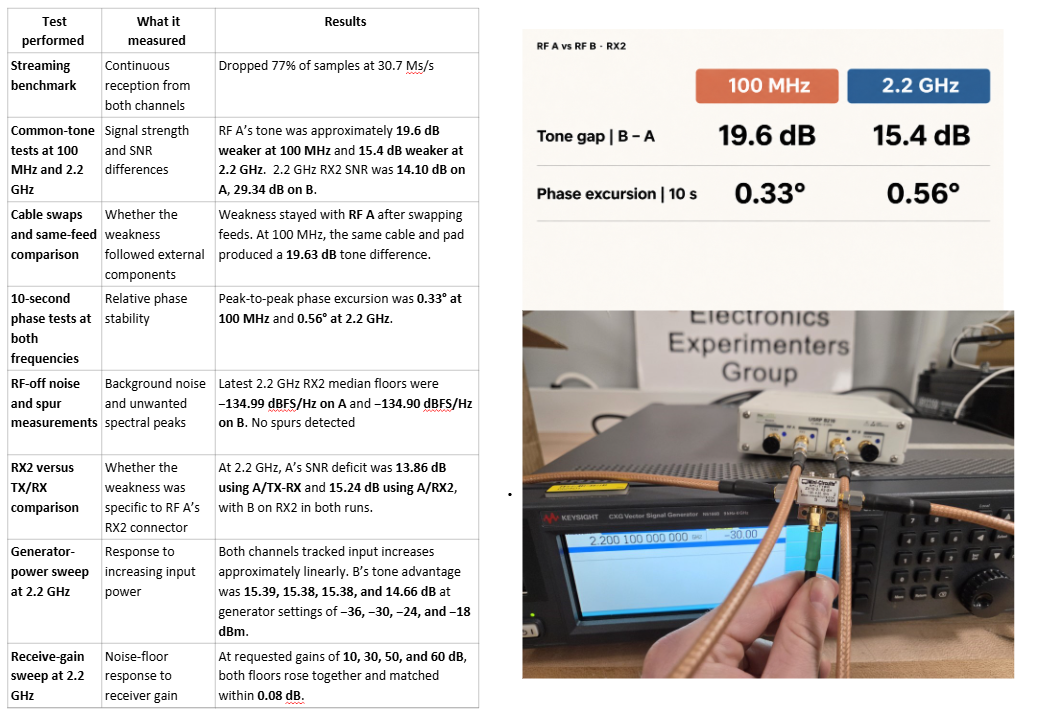 Test performed
What it measured
Results
Streaming benchmark
Continuous reception from both channels
Dropped 77% of samples at 30.7 Ms/s
Common-tone tests at 100 MHz and 2.2 GHz
Signal strength and SNR differences
RF A's tone was approximately 19.6 dB
weaker at 100 MHz and 15.4 dB weaker at
2.2 GHz.  2.2 GHz RX2 SNR was 14.10 dB on
A, 29.34 dB on B.
Cable swaps and same-feed comparison
Whether the weakness followed external components
Weakness stayed with RF A after swapping
feeds. At 100 MHz, the same cable and pad
produced a 19.63 dB tone difference.
10-second phase tests at both frequencies
Relative phase stability
Peak-to-peak phase excursion was 0.33° at
100 MHz and 0.56° at 2.2 GHz.
RF-off noise and spur measurements
Background noise and unwanted spectral peaks
Latest 2.2 GHz RX2 median floors were
−134.99 dBFS/Hz on A and −134.90 dBFS/Hz
on B. No spurs detected
RX2 versus TX/RX comparison
Whether the weakness was specific to RF A's RX2 connector
At 2.2 GHz, A's SNR deficit was 13.86 dB
using A/TX-RX and 15.24 dB using A/RX2,
with B on RX2 in both runs.
Generator-power sweep at 2.2 GHz
Response to increasing input power
Both channels tracked input increases
approximately linearly. B's tone advantage
was 15.39, 15.38, 15.38, and 14.66 dB at
generator settings of −36, −30, −24, and −18
dBm.
Receive-gain sweep at 2.2 GHz
Noise-floor response to receiver gain
At requested gains of 10, 30, 50, and 60 dB,
both floors rose together and matched
within 0.08 dB.
RF A vs RF B · RX2
100 MHz
2.2 GHz
Tone gap | B − A
19.6 dB
15.4 dB
Phase excursion | 10 s
0.33°
0.56°
Electronics
Experimenters
Group
KEYSIGHT
CXG Vector Signal Generator
2.200 100 000 000
−30.00
Mini-Circuits